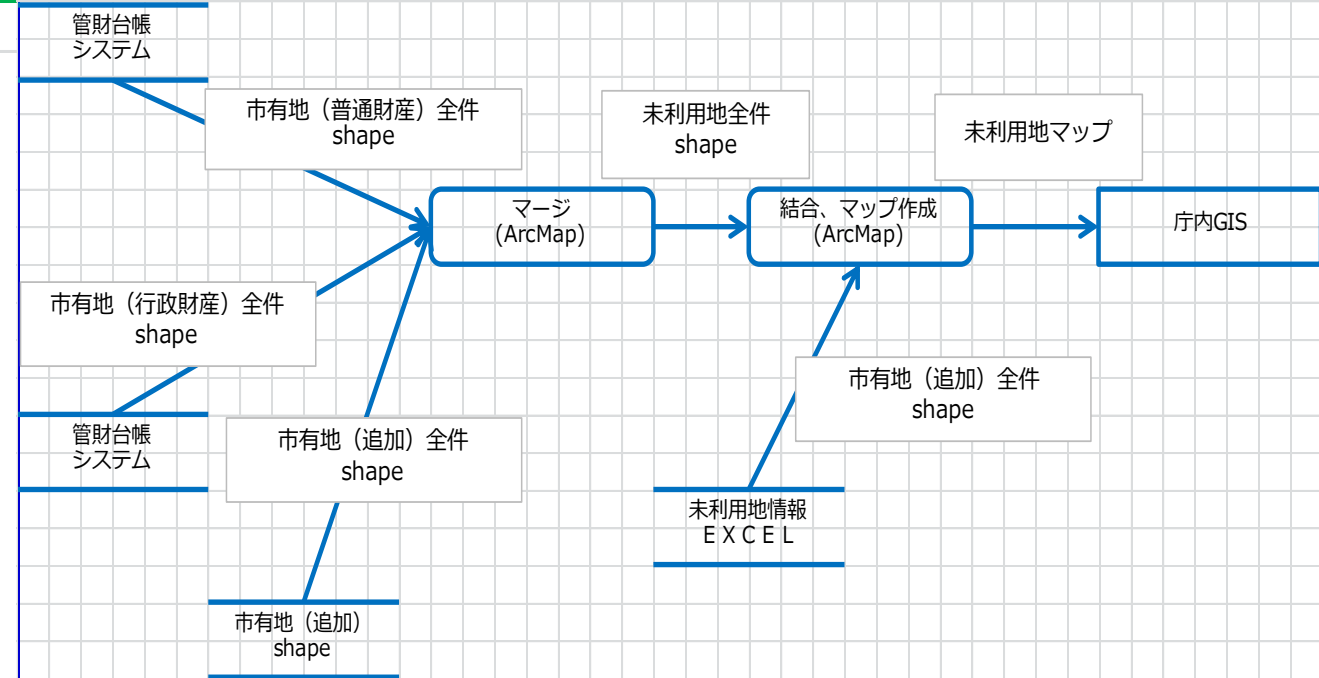 管財台帳
システム
市有地（普通財産）全件
shape
未利用地全件
shape
未利用地マップ
マージ
(ArcMap)
結合、マップ作成
(ArcMap)
庁内GIS
市有地（行政財産）全件
shape
市有地（追加）全件
shape
管財台帳
システム
市有地（追加）全件
shape
未利用地情報
ＥＸＣＥＬ
市有地（追加）
shape